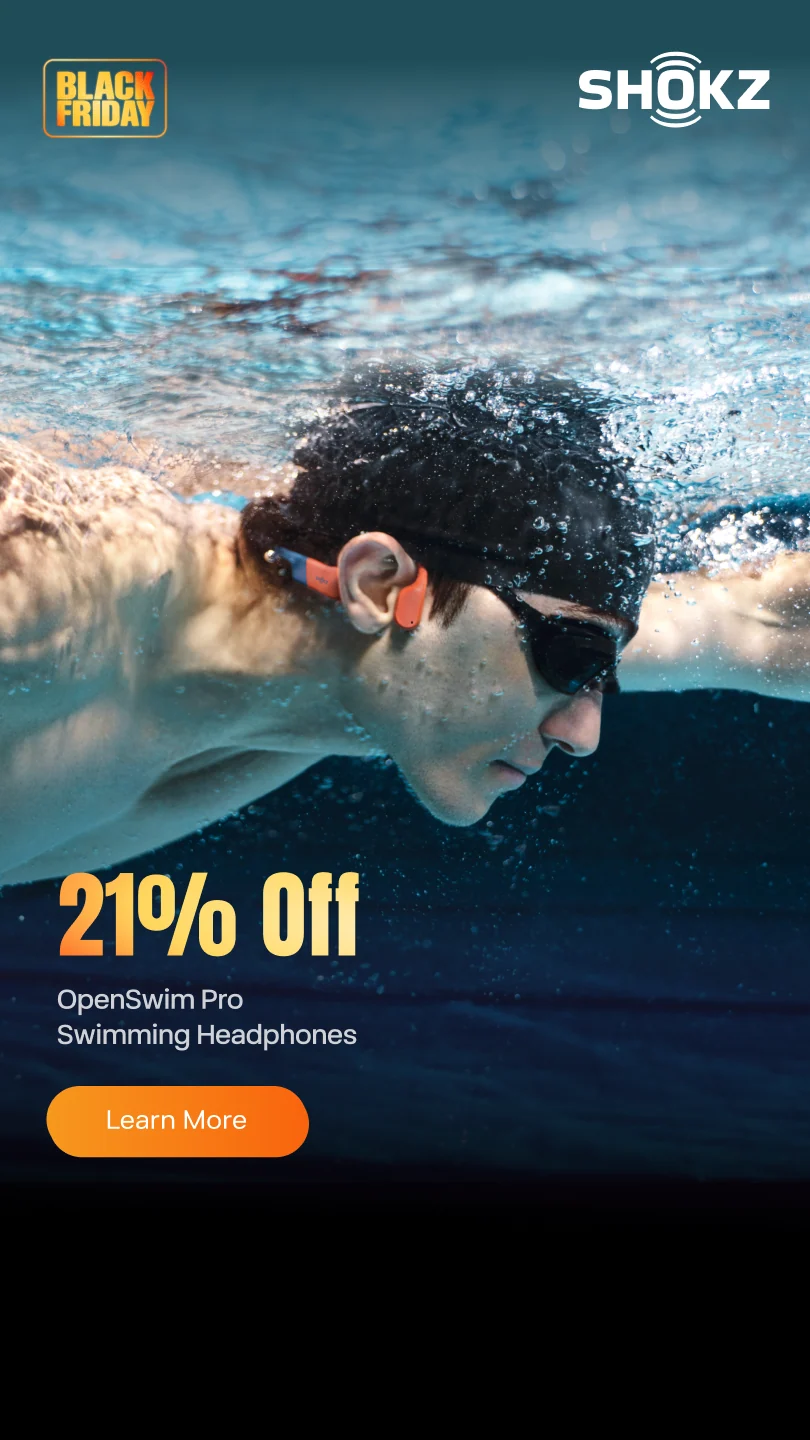 BLACK
FRIDAY
SHOKZ
21% Off
OpenSwim Pro
Swimming Headphones
Learn More